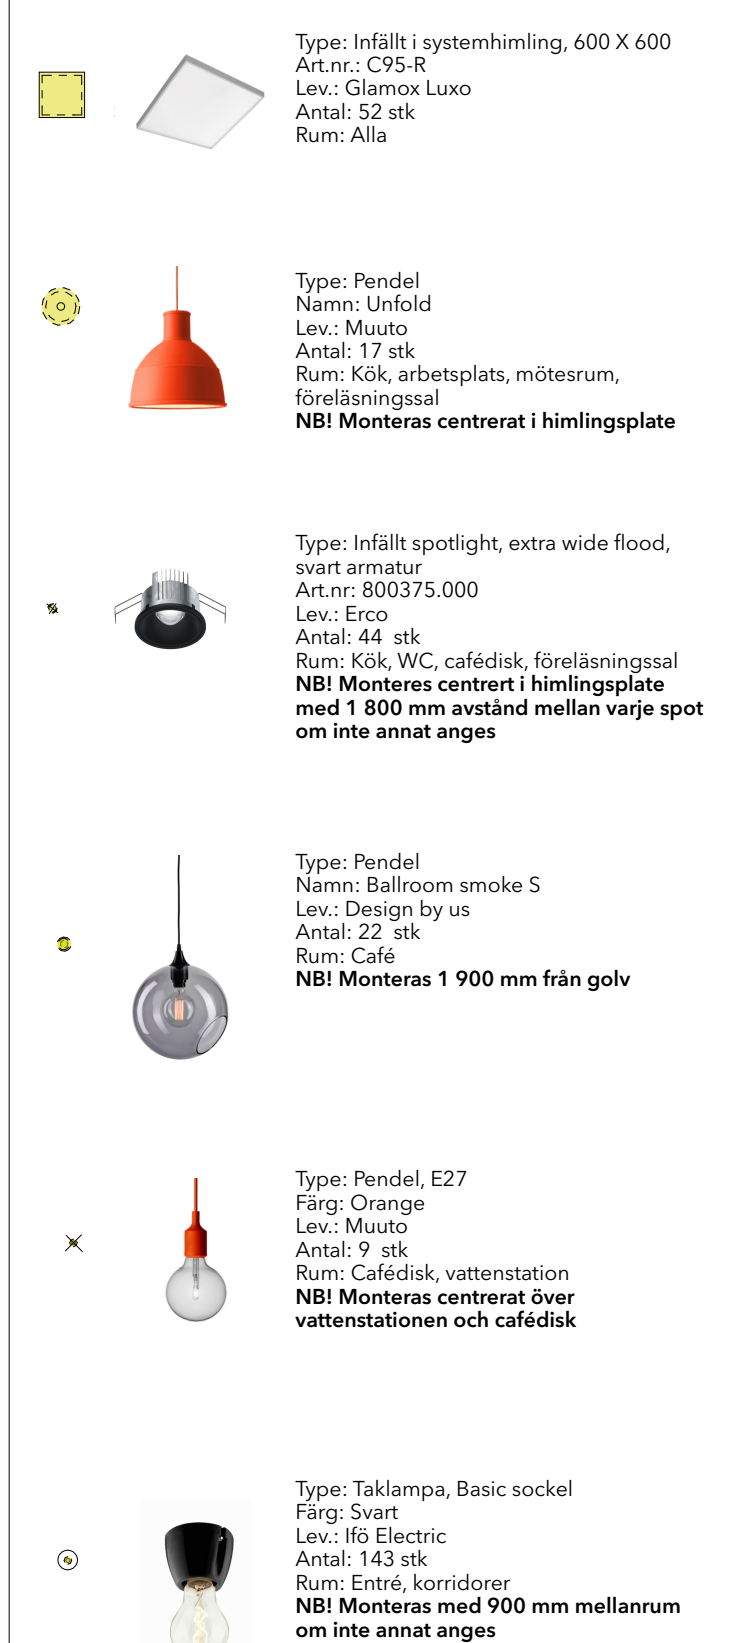 Type: Infällt i systemhimling, 600 X 600
Art.nr.: C95-R
Lev.: Glamox Luxo
Antal: 52 stk
Rum: Alla
Type: Pendel
Namn: Unfold
Lev.: Muuto
Antal: 17 stk
Rum: Kök, arbetsplats, mötesrum,
föreläsningssal
NB! Monteras centrerat i himlingsplate
Type: Infällt spotlight, extra wide flood,
svart armatur
Art.nr: 800375.000
Lev.: Erco
Antal: 44 stk
Rum: Kök, WC, cafédisk, föreläsningssal
NB! Monteres centrert i himlingsplate
med 1 800 mm avstånd mellan varje spot
om inte annat anges
Type: Pendel
Namn: Ballroom smoke S
Lev.: Design by us
Antal: 22 stk
Rum: Café
NB! Monteras 1 900 mm från golv
Type: Pendel, E27
Färg: Orange
Lev.: Muuto
Antal: 9 stk
Rum: Cafédisk, vattenstation
NB! Monteras centrerat över
vattenstationen och cafédisk
Type: Taklampa, Basic sockel
Färg: Svart
Lev.: Ifö Electric
Antal: 143 stk
Rum: Entré, korridorer
NB! Monteras med 900 mm mellanrum
om inte annat anges